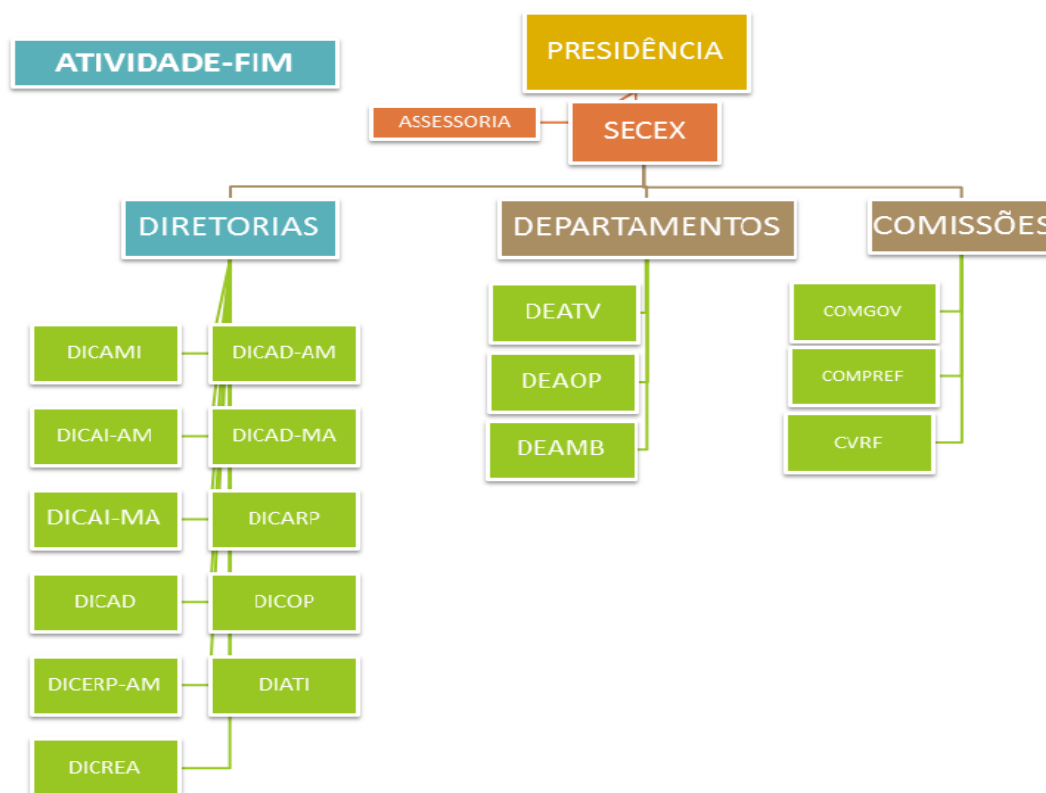 ATIVIDADE-FIM
PRESIDÊNCIA
ASSESSORIA
SECEX
DIRETORIAS
DEPARTAMENTOS
COMISSÕES
DICAMI
DICAD-AM
DICAI-AM
DICAD-MA
DICAI-MA
DICARP
DICAD
DICOP
DICERP-AM
DIATI
DICREA
DEATV
DEAOP
DEAMB
COMGOV
COMPREF
CVRF